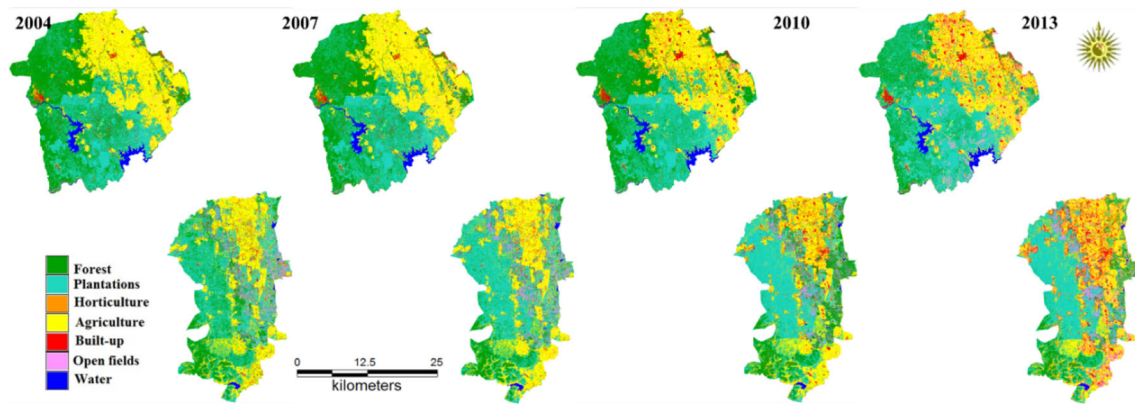 2004
2007
2010
2013
Forest
Plantations
Horticulture
Agriculture
Built-up
Open fields
Water
0 12.5 25
kilometers